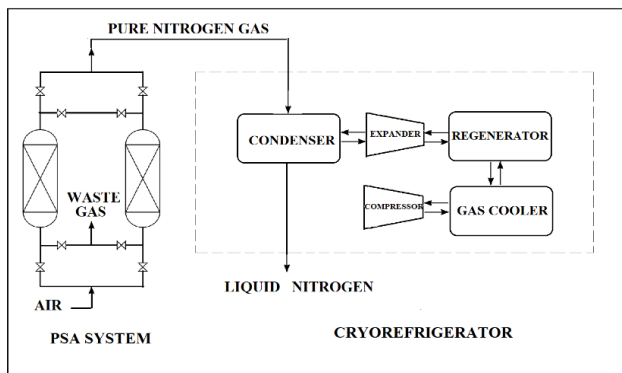 PURE NITROGEN GAS
CONDENSER
EXPANDER
REGENERATOR
WASTE
GAS
COMPRESSOR
GAS COOLER
LIQUID NITROGEN
AIR
PSA SYSTEM
CRYOREFRIGERATOR